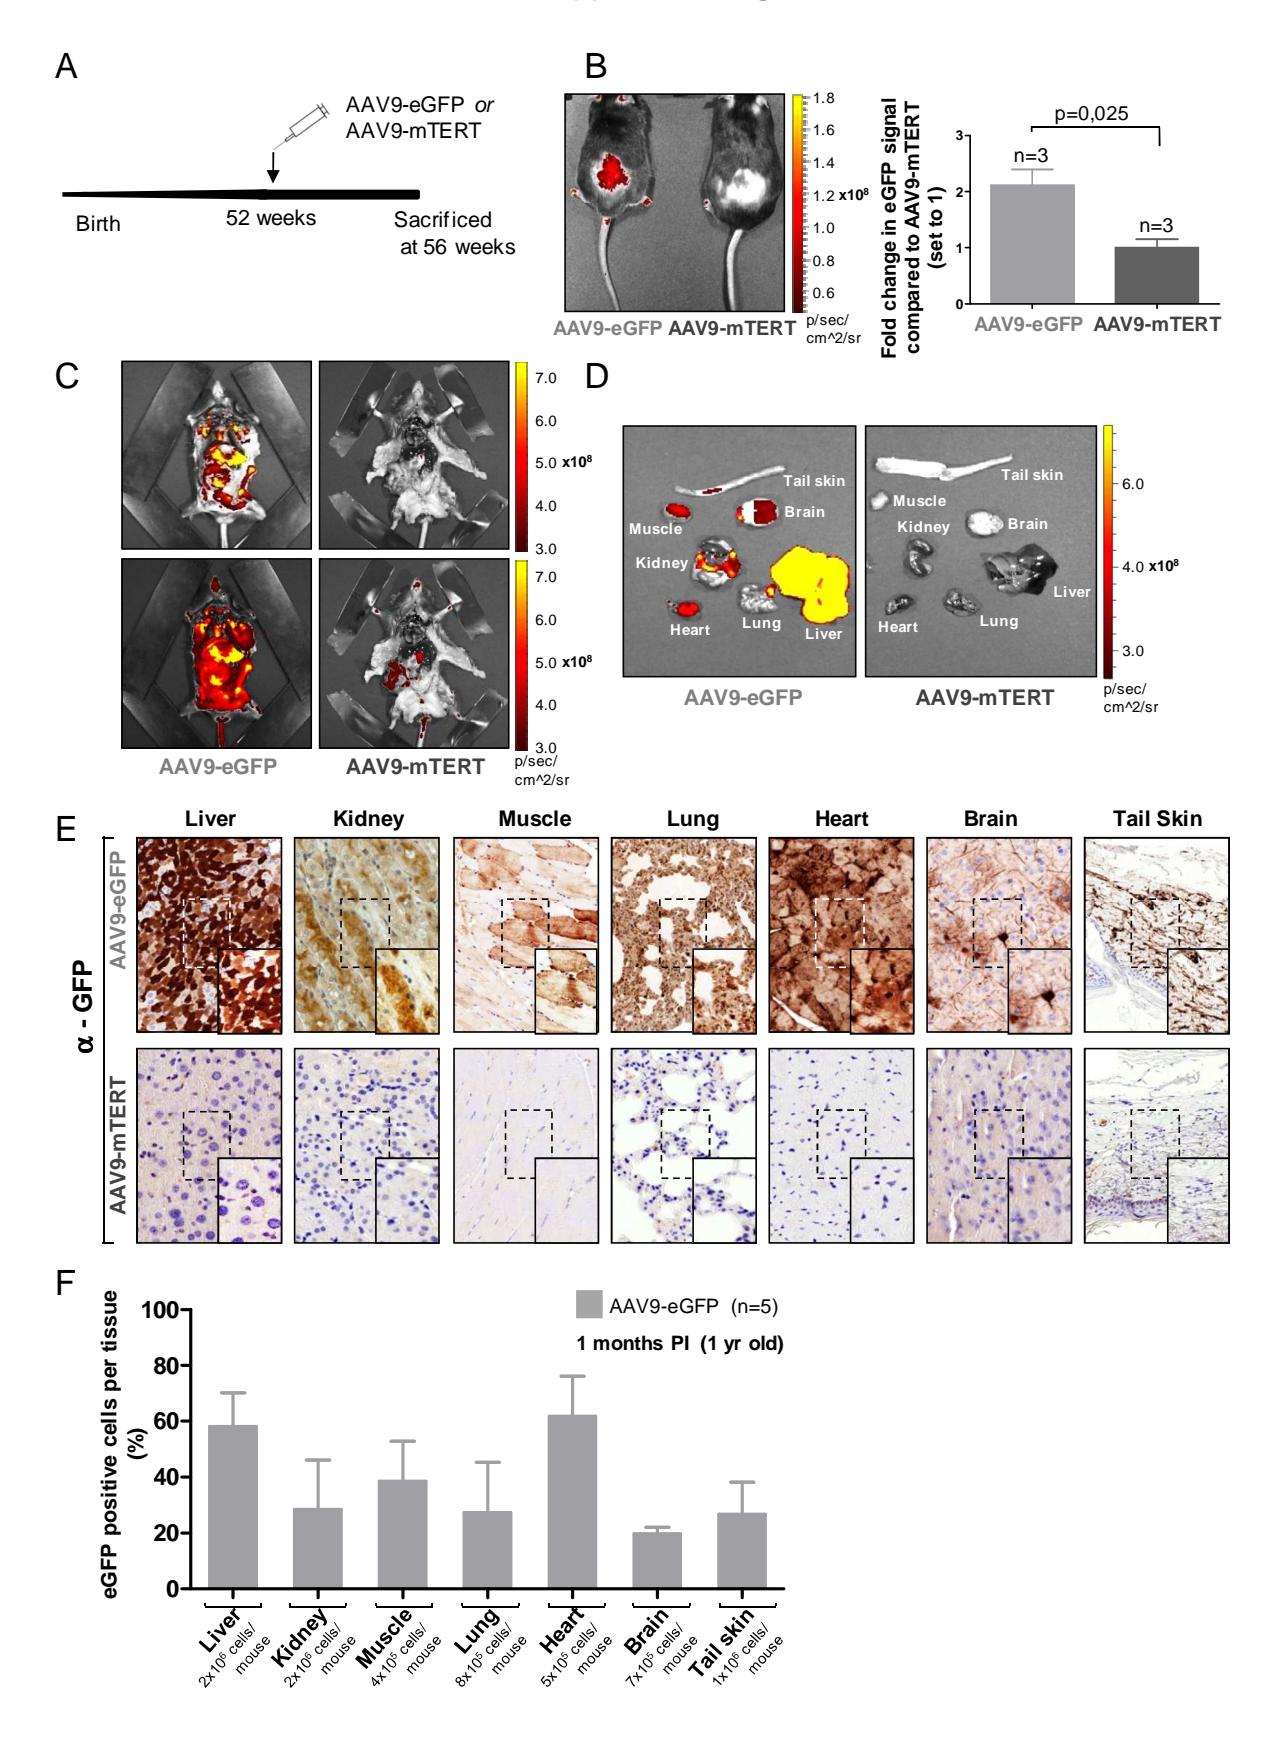 A
AAV9-eGFP or
AAV9-mTERT
Birth
52 weeks
Sacrificed
at 56 weeks
B
1.8
1.6
1.4
1.2 x10⁸
1.0
0.8
0.6
p/sec/
cm^2/sr
AAV9-eGFP AAV9-mTERT
Fold change in eGFP signal
compared to AAV9-mTERT
(set to 1)
3
2
1
0
p=0,025
n=3
n=3
AAV9-eGFP AAV9-mTERT
C
7.0
6.0
5.0 x10⁸
4.0
3.0
7.0
6.0
5.0 x10⁸
4.0
3.0
p/sec/
cm^2/sr
AAV9-eGFP
AAV9-mTERT
D
Tail skin
Muscle
Brain
Kidney
Heart
Lung
Liver
Tail skin
Muscle
Kidney
Brain
Liver
Heart
Lung
6.0
4.0 x10⁸
3.0
p/sec/
cm^2/sr
AAV9-eGFP
AAV9-mTERT
E
Liver
Kidney
Muscle
Lung
Heart
Brain
Tail Skin
α - GFP
AAV9-eGFP
AAV9-mTERT
F
eGFP positive cells per tissue
(%)
100
80
60
40
20
0
AAV9-eGFP (n=5)
1 months PI (1 yr old)
Liver
2x10⁶ cells/
mouse
Kidney
2x10⁶ cells/
mouse
Muscle
4x10⁵ cells/
mouse
Lung
8x10⁵ cells/
mouse
Heart
5x10⁵ cells/
mouse
Brain
7x10⁵ cells/
mouse
Tail skin
1x10⁶ cells/
mouse